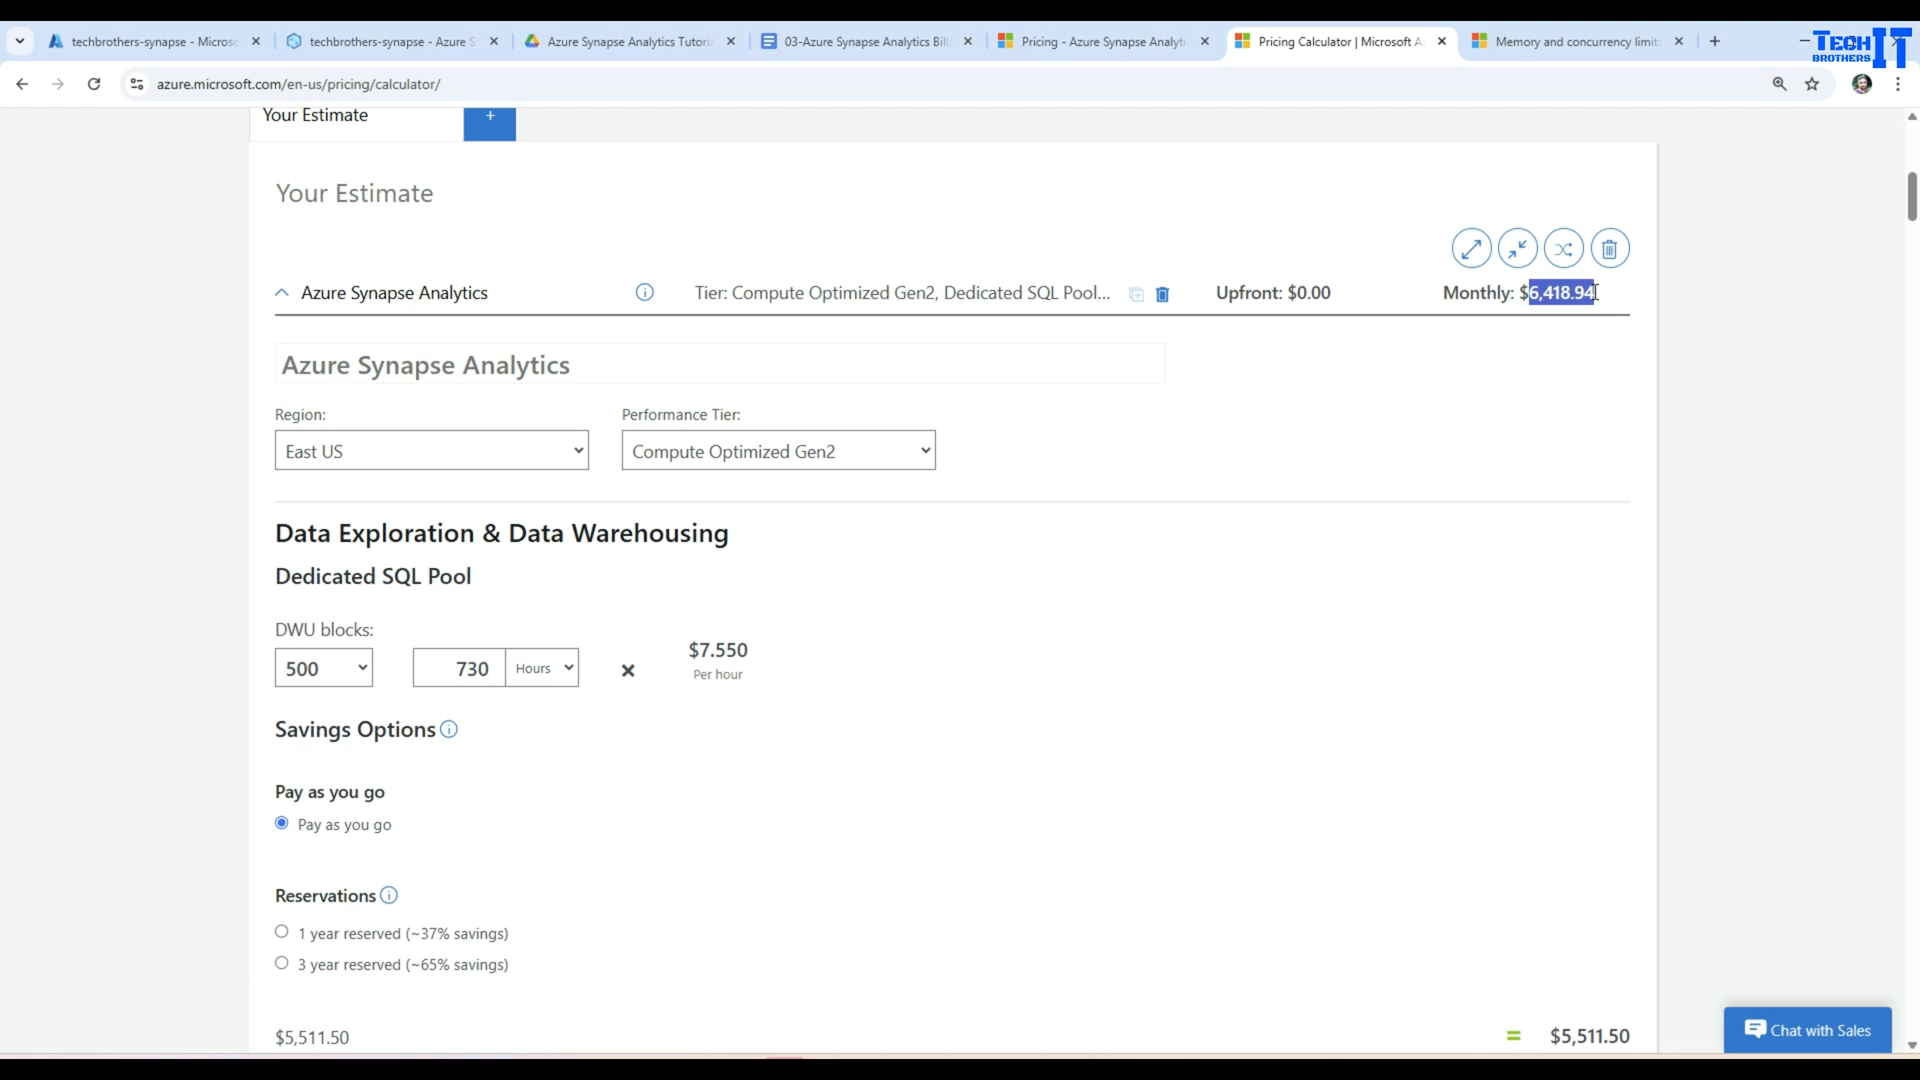 techbrothers-synapse - Microso
techbrothers-synapse - Azure S
Azure Synapse Analytics Tutoria
03-Azure Synapse Analytics Bill
Pricing - Azure Synapse Analyti
Pricing Calculator | Microsoft A
Memory and concurrency limits
TECH
BROTHERS
IT
azure.microsoft.com/en-us/pricing/calculator/
Your Estimate
+
Your Estimate
Azure Synapse Analytics
Tier: Compute Optimized Gen2, Dedicated SQL Pool...
Upfront: $0.00
Monthly: $6,418.94
Azure Synapse Analytics
Region:
Performance Tier:
East US
Compute Optimized Gen2
Data Exploration & Data Warehousing
Dedicated SQL Pool
DWU blocks:
500
730
Hours
$7.550
Per hour
Savings Options
Pay as you go
Pay as you go
Reservations
1 year reserved (~37% savings)
3 year reserved (~65% savings)
$5,511.50
=
$5,511.50
Chat with Sales